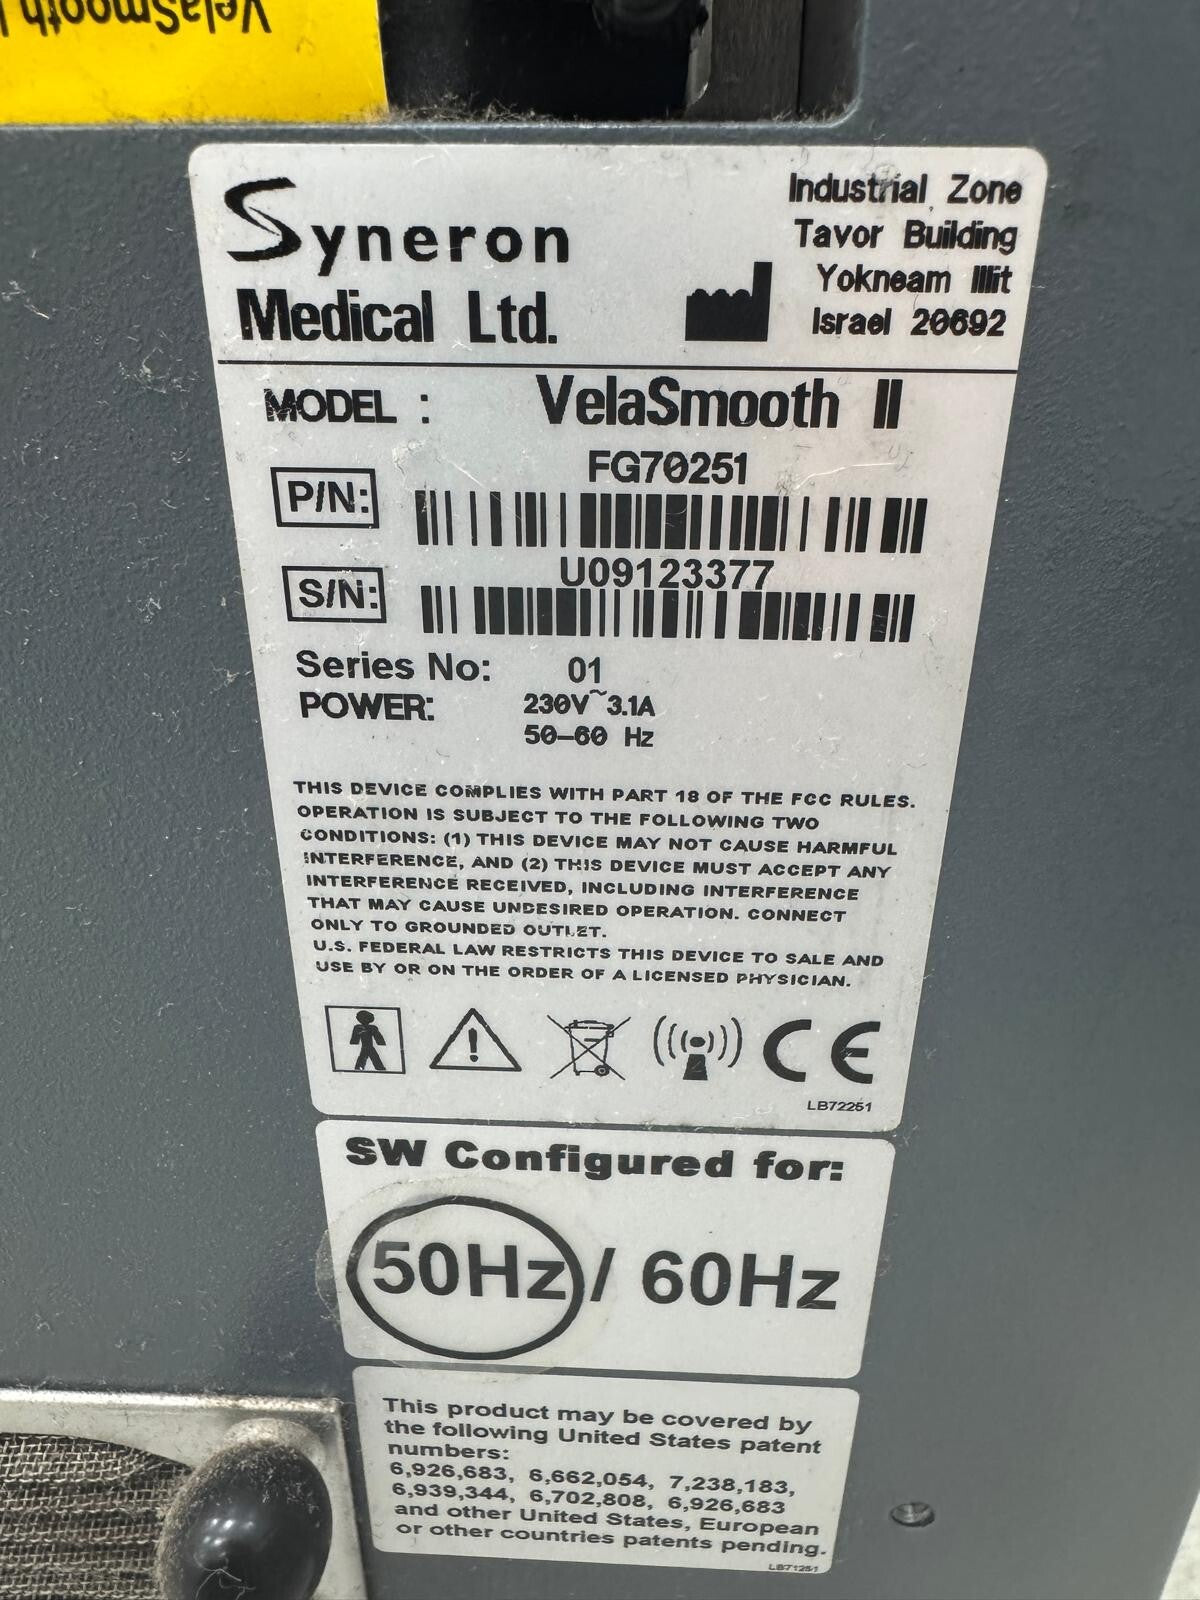 VelaSmooth
Syneron
Medical Ltd.
Industrial Zone
Tavor Building
Yokneam Illit
Israel 20692
MODEL : VelaSmooth II
FG70251
P/N:
U09123377
S/N:
Series No: 01
POWER: 230V~3.1A
50-60 Hz
THIS DEVICE COMPLIES WITH PART 18 OF THE FCC RULES.
OPERATION IS SUBJECT TO THE FOLLOWING TWO
CONDITIONS: (1) THIS DEVICE MAY NOT CAUSE HARMFUL
INTERFERENCE, AND (2) THIS DEVICE MUST ACCEPT ANY
INTERFERENCE RECEIVED, INCLUDING INTERFERENCE
THAT MAY CAUSE UNDESIRED OPERATION. CONNECT
ONLY TO GROUNDED OUTLET.
U.S. FEDERAL LAW RESTRICTS THIS DEVICE TO SALE AND
USE BY OR ON THE ORDER OF A LICENSED PHYSICIAN.
CE
LB72251
SW Configured for:
50Hz / 60Hz
This product may be covered by
the following United States patent
numbers:
6,926,683, 6,662,054, 7,238,183,
6,939,344, 6,702,808, 6,926,683
and other United States, European
or other countries patents pending.
LB71251